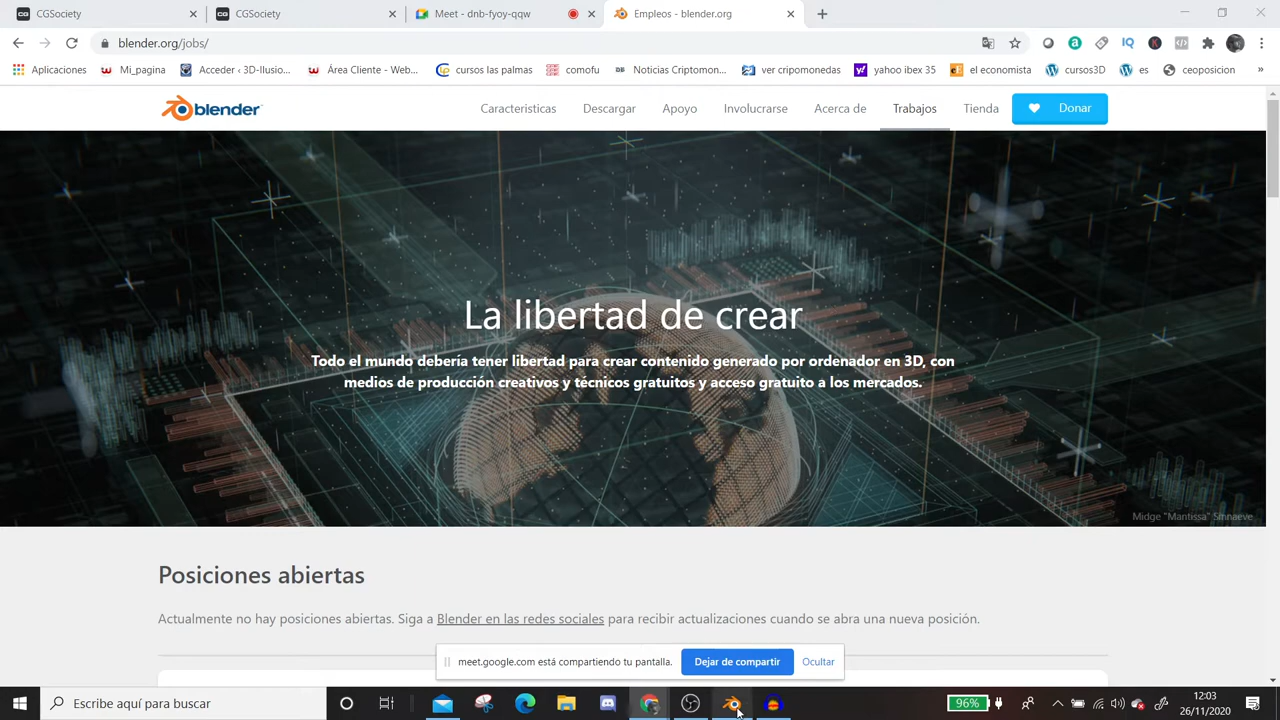 CGSociety
CGSociety
Meet - dnb-fyoy-qqw
Empleos - blender.org
blender.org/jobs/
Aplicaciones
Mi_pagina
Acceder ‹ 3D-Ilusio...
Área Cliente - Web...
cursos las palmas
comofu
Noticias Criptomon...
ver cripomonedas
yahoo ibex 35
el economista
cursos3D
es
ceoposicion
blender
Caracteristicas
Descargar
Apoyo
Involucrarse
Acerca de
Trabajos
Tienda
Donar
La libertad de crear
Todo el mundo debería tener libertad para crear contenido generado por ordenador en 3D, con
medios de producción creativos y técnicos gratuitos y acceso gratuito a los mercados.
Midge "Mantissa" Sinnaeve
Posiciones abiertas
Actualmente no hay posiciones abiertas. Siga a Blender en las redes sociales para recibir actualizaciones cuando se abra una nueva posición.
meet.google.com está compartiendo tu pantalla.
Dejar de compartir
Ocultar
Escribe aquí para buscar
96%
12:03
26/11/2020